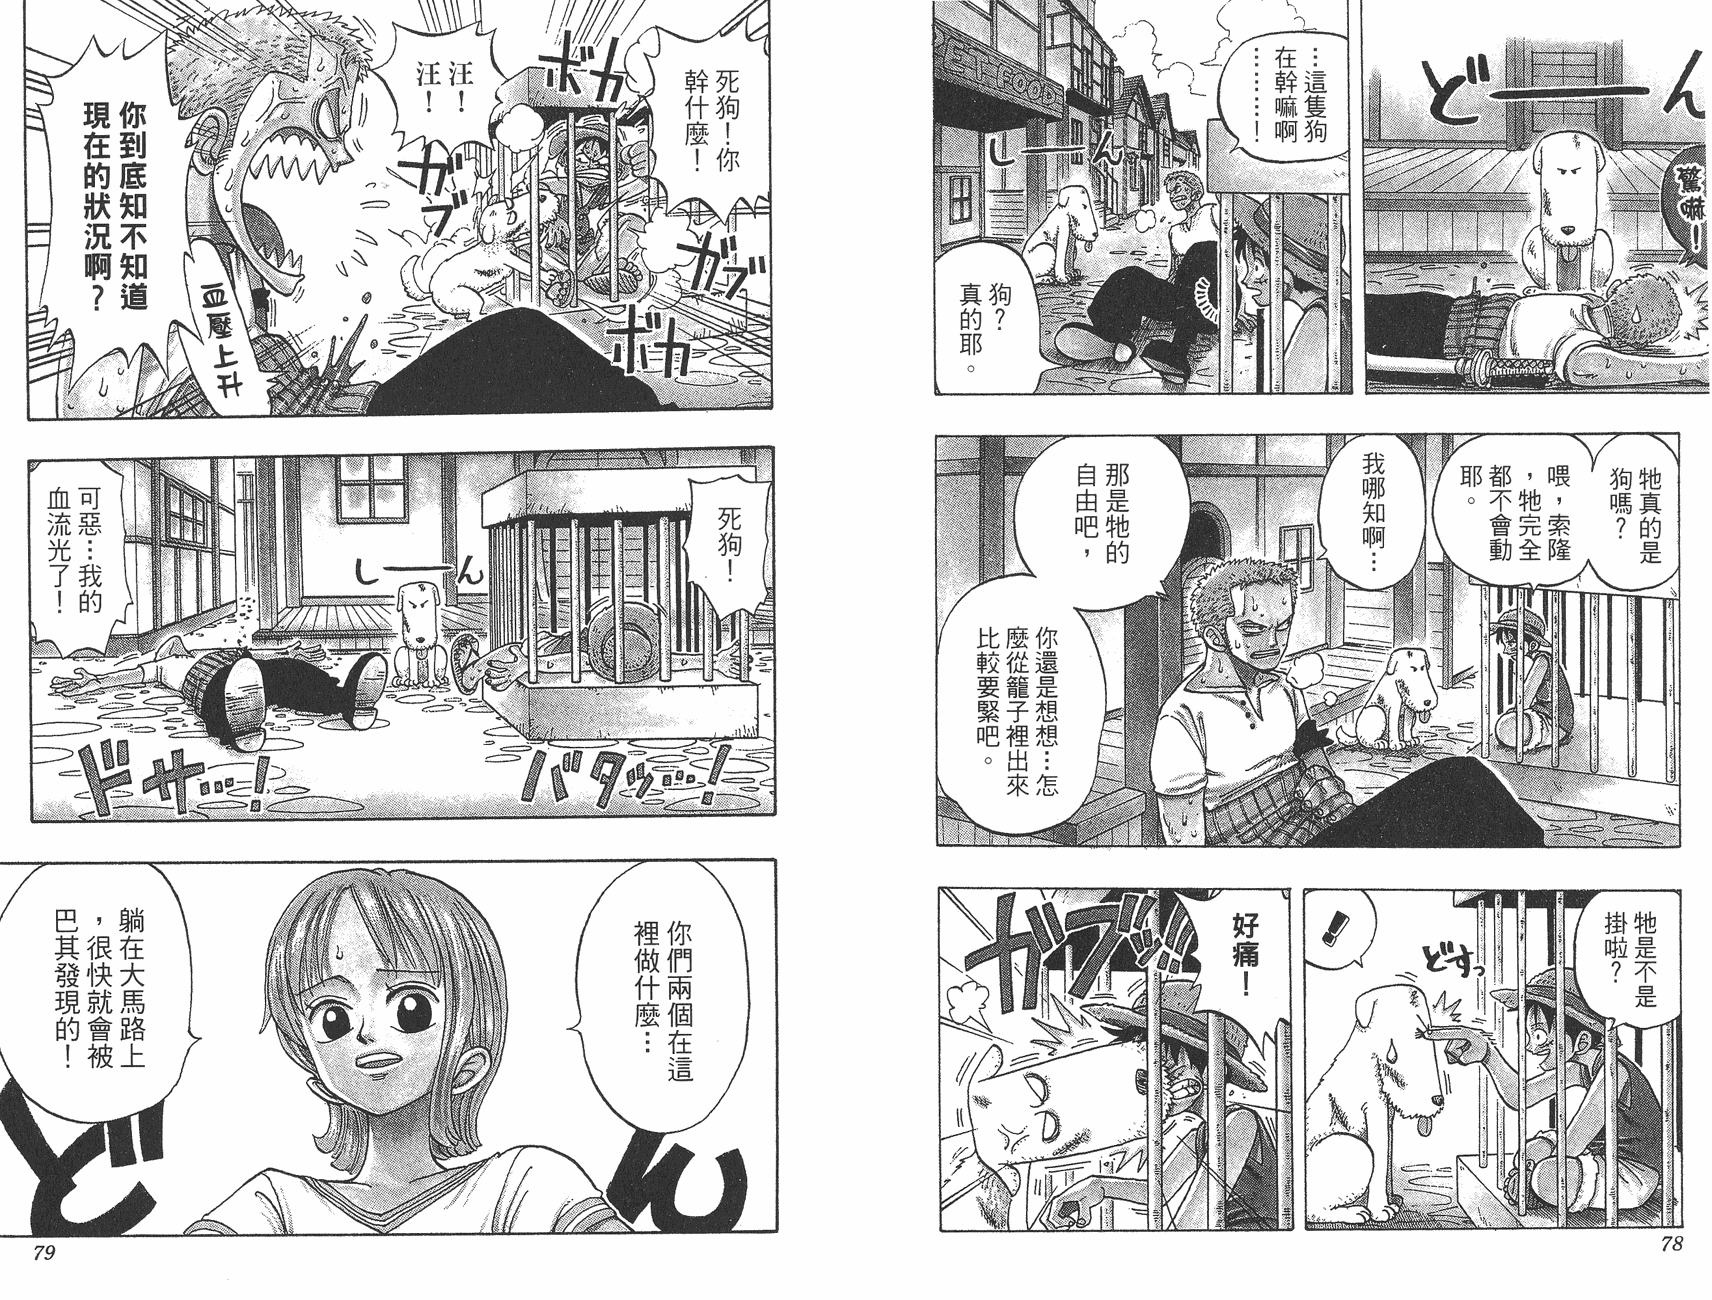 どーーん
驚嚇！
…這隻狗
在幹嘛啊
………！
PET FOOD
しーーん
狗？
真的耶。
牠真的是
狗嗎？
喂，索隆
，牠完全
都不會動
耶。
我哪知啊…
那是牠的
自由吧，
你還是想想…怎
麼從籠子裡出來
比較要緊吧。
牠是不是
掛啦？
！
どすっ
好痛！
ガブッ!!
78
死狗！你
幹什麼！
ボカ
汪！
汪！
ガブ
ガブ
ボカ
你到底知不知道
現在的狀況啊？
血壓上升
死狗！
しーーん
可惡…我的
血流光了！
バタッ…！
ドサ…！
你們兩個在這
裡做什麼…
躺在大馬路上
，很快就會被
巴其發現的！
どん
79